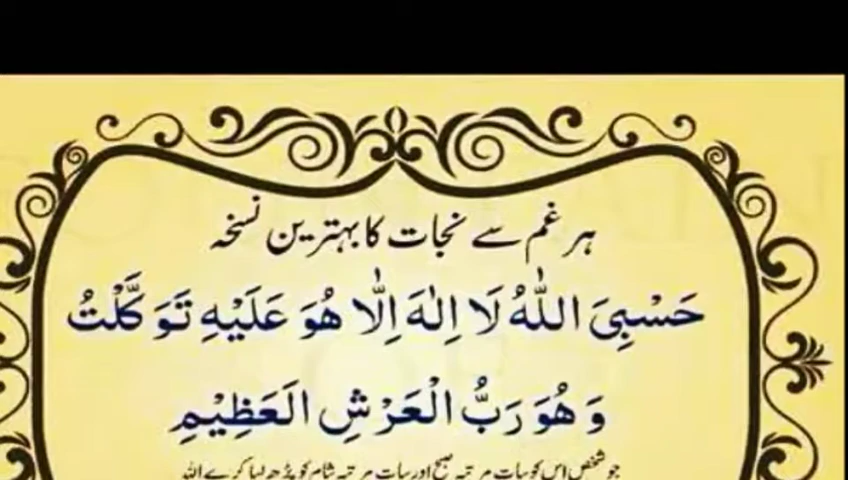 ہر غم سے نجات کا بہترین نسخہ
حَسْبِیَ اللّٰهُ لَا اِلٰهَ اِلَّا هُوَ عَلَیْهِ تَوَکَّلْتُ
وَ هُوَ رَبُّ الْعَرْشِ الْعَظِیْمِ
جو شخص اس کو سات مرتبہ صبح اور سات مرتبہ شام کو پڑھ لیا کرے اللہ